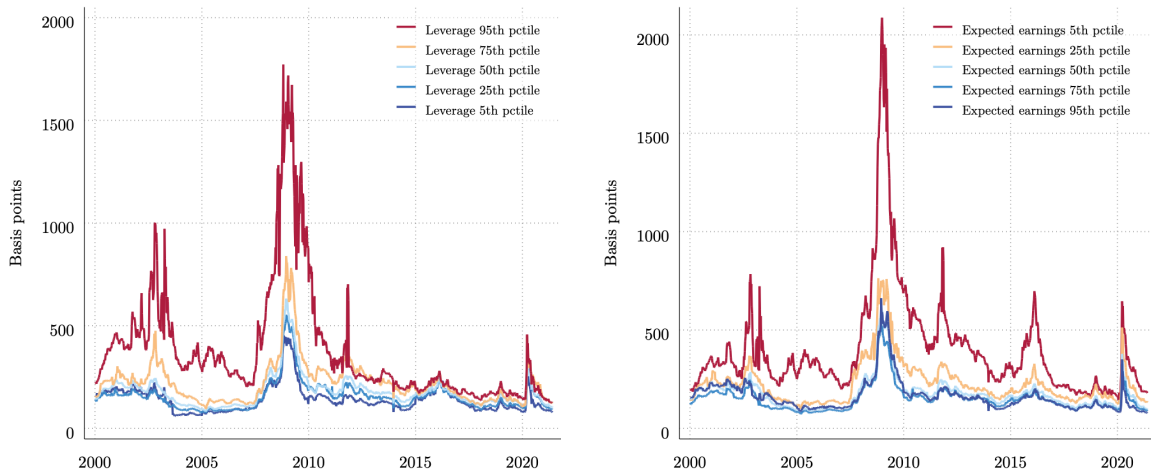 2000
1500
1000
500
0
Basis points
2000
2005
2010
2015
2020
Leverage 95th pctile
Leverage 75th pctile
Leverage 50th pctile
Leverage 25th pctile
Leverage 5th pctile
2000
1500
1000
500
0
Basis points
2000
2005
2010
2015
2020
Expected earnings 5th pctile
Expected earnings 25th pctile
Expected earnings 50th pctile
Expected earnings 75th pctile
Expected earnings 95th pctile